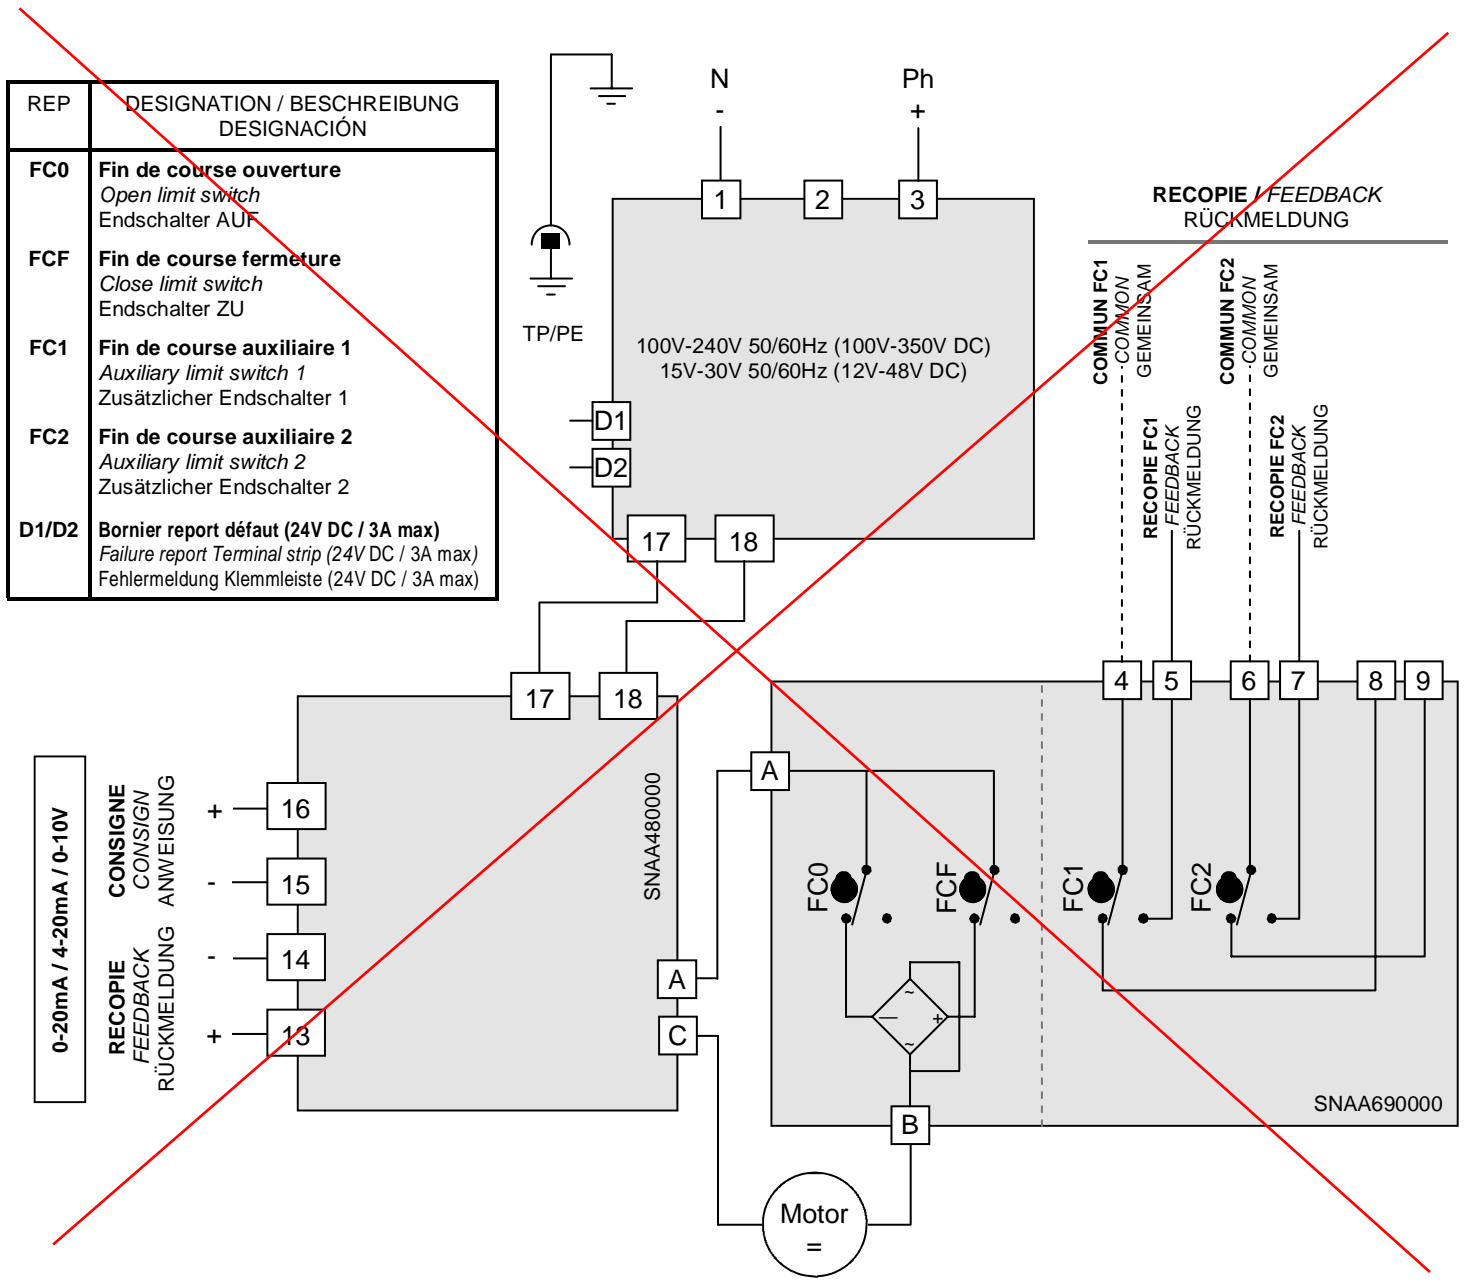 REP
DESIGNATION / BESCHREIBUNG
DESIGNACIÓN
FC0
Fin de course ouverture
Open limit switch
Endschalter AUF
FCF
Fin de course fermeture
Close limit switch
Endschalter ZU
FC1
Fin de course auxiliaire 1
Auxiliary limit switch 1
Zusätzlicher Endschalter 1
FC2
Fin de course auxiliaire 2
Auxiliary limit switch 2
Zusätzlicher Endschalter 2
D1/D2
Bornier report défaut (24V DC / 3A max)
Failure report Terminal strip (24V DC / 3A max)
Fehlermeldung Klemmleiste (24V DC / 3A max)
TP/PE
N
-
Ph
+
1
2
3
100V-240V 50/60Hz (100V-350V DC)
15V-30V 50/60Hz (12V-48V DC)
D1
D2
17
18
RECOPIE / FEEDBACK
RÜCKMELDUNG
COMMUN FC1
COMMON
GEMEINSAM
RECOPIE FC1
FEEDBACK
RÜCKMELDUNG
COMMUN FC2
COMMON
GEMEINSAM
RECOPIE FC2
FEEDBACK
RÜCKMELDUNG
17
18
0-20mA / 4-20mA / 0-10V
CONSIGNE
CONSIGN
ANWEISUNG
RECOPIE
FEEDBACK
RÜCKMELDUNG
+
16
-
15
-
14
+
13
SNAA480000
A
C
4
5
6
7
8
9
A
FC0
FCF
FC1
FC2
~
—
+
~
B
SNAA690000
Motor
=